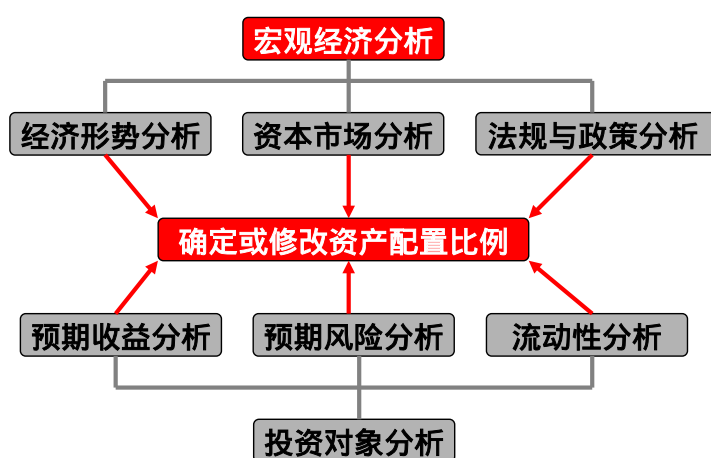 宏观经济分析
经济形势分析
资本市场分析
法规与政策分析
确定或修改资产配置比例
预期收益分析
预期风险分析
流动性分析
投资对象分析